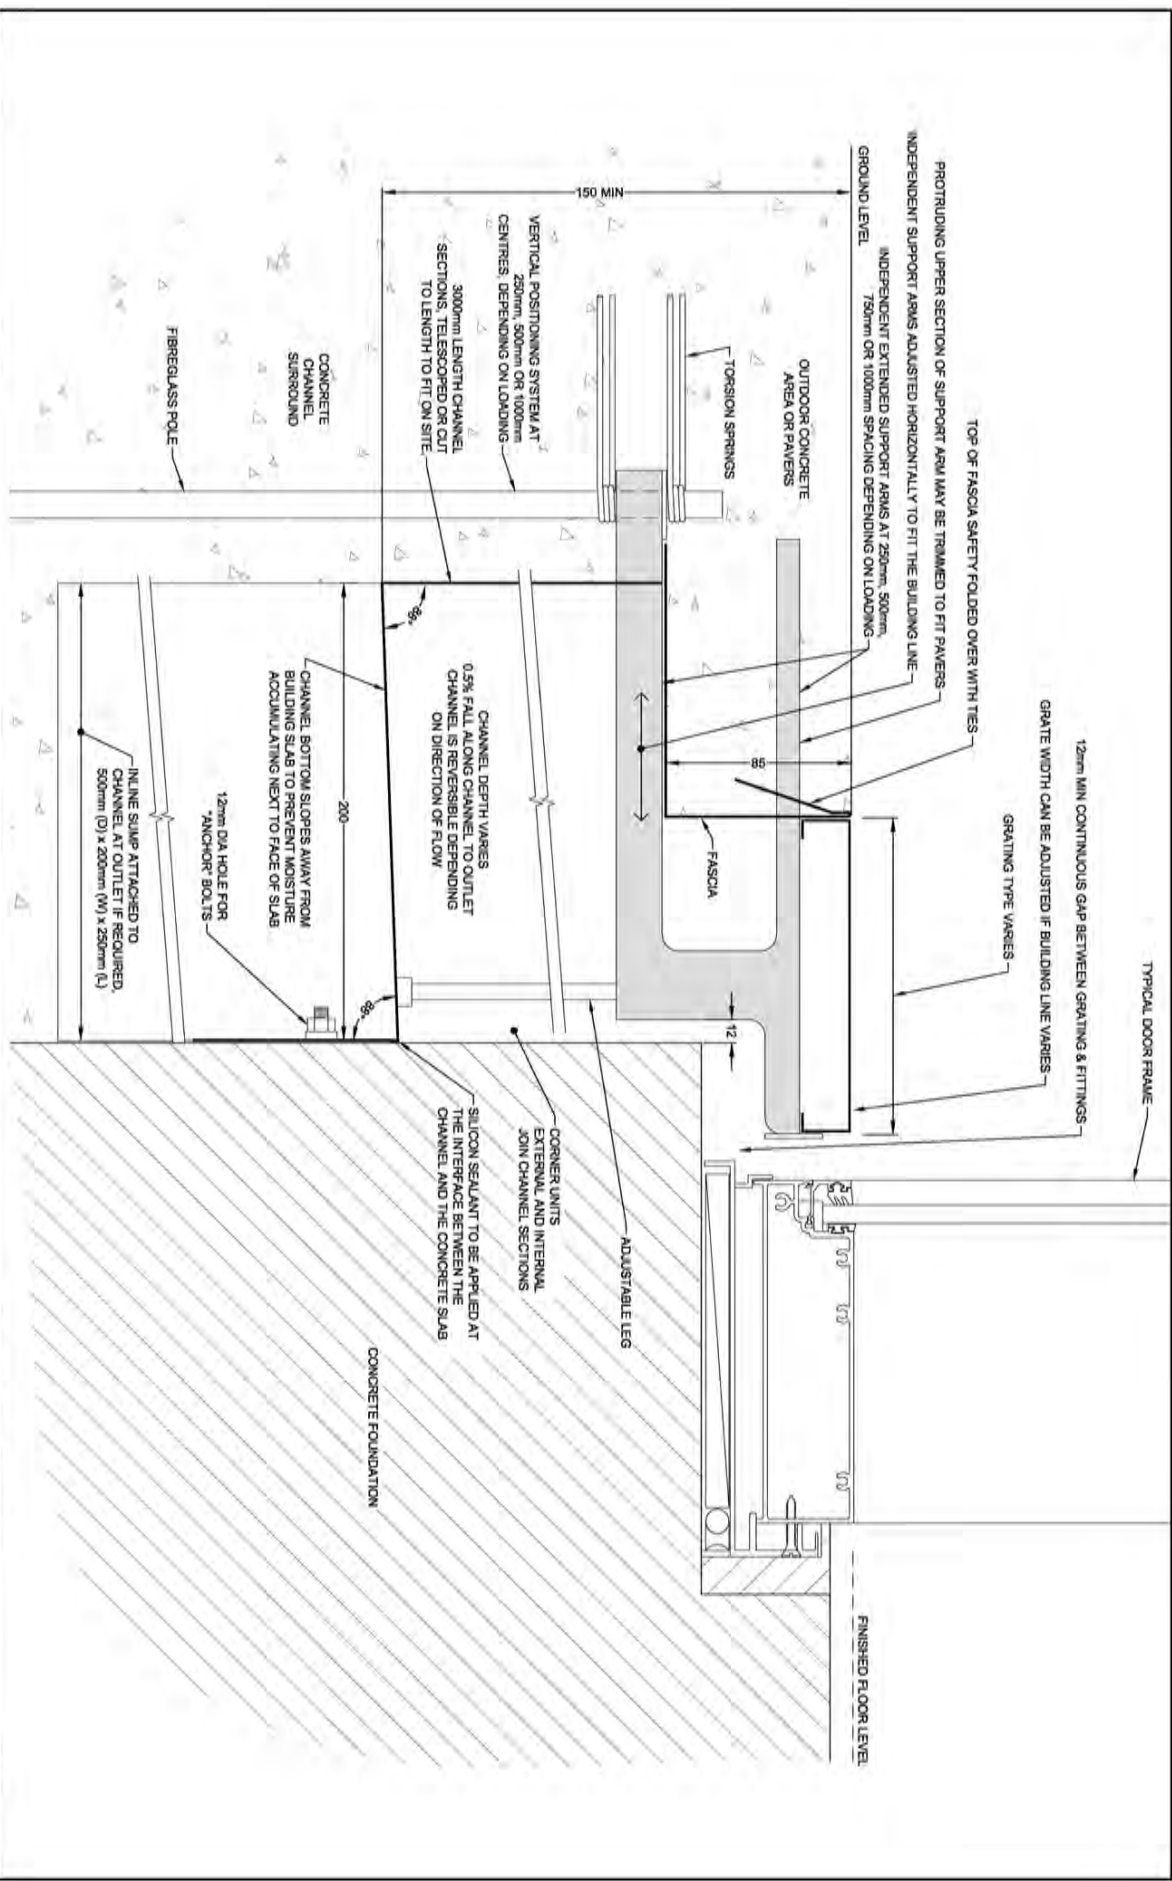 TYPICAL DOOR FRAME
12mm MIN CONTINUOUS GAP BETWEEN GRATING & FITTINGS
GRATE WIDTH CAN BE ADJUSTED IF BUILDING LINE VARIES
GRATING TYPE VARIES
TOP OF FASCIA SAFETY FOLDED OVER WITH TIES
PROTRUDING UPPER SECTION OF SUPPORT ARM MAY BE TRIMMED TO FIT PAVERS
INDEPENDENT SUPPORT ARMS ADJUSTED HORIZONTALLY TO FIT THE BUILDING LINE
INDEPENDENT EXTENDED SUPPORT ARMS AT 250mm, 500mm,
750mm OR 1000mm SPACING DEPENDING ON LOADING
GROUND LEVEL
FINISHED FLOOR LEVEL
OUTDOOR CONCRETE
AREA OR PAVERS
TORSION SPRINGS
85
FASCIA
12
150 MIN
VERTICAL POSITIONING SYSTEM AT
250mm, 500mm OR 1000mm
CENTRES, DEPENDING ON LOADING
3000mm LENGTH CHANNEL
SECTIONS, TELESCOPED OR CUT
TO LENGTH TO FIT ON SITE.
CHANNEL DEPTH VARIES
0.5% FALL ALONG CHANNEL TO OUTLET
CHANNEL IS REVERSIBLE DEPENDING
ON DIRECTION OF FLOW
ADJUSTABLE LEG
CORNER UNITS
EXTERNAL AND INTERNAL
JOIN CHANNEL SECTIONS
SILICON SEALANT TO BE APPLIED AT
THE INTERFACE BETWEEN THE
CHANNEL AND THE CONCRETE SLAB
88°
88°
200
CONCRETE
CHANNEL
SURROUND
CHANNEL BOTTOM SLOPES AWAY FROM
BUILDING SLAB TO PREVENT MOISTURE
ACCUMULATING NEXT TO FACE OF SLAB
CONCRETE FOUNDATION
12mm DIA HOLE FOR
"ANCHOR" BOLTS
FIBREGLASS POLE
INLINE SUMP ATTACHED TO
CHANNEL AT OUTLET IF REQUIRED.
500mm (D) x 200mm (W) x 250mm (L)